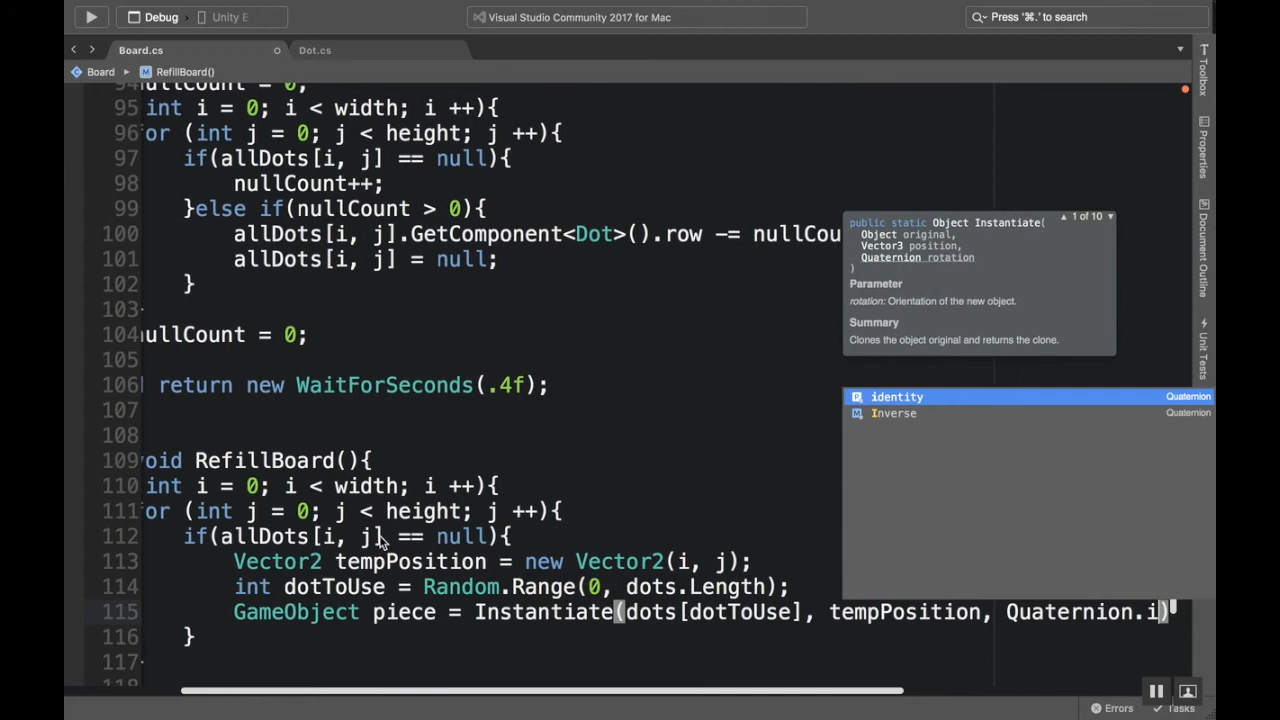 Debug
Unity E
Visual Studio Community 2017 for Mac
Press ‘⌘.’ to search
Board.cs
Dot.cs
Board
RefillBoard()
94 nullCount = 0;
95 int i = 0; i < width; i ++){
96 or (int j = 0; j < height; j ++){
97 if(allDots[i, j] == null){
98 nullCount++;
99 }else if(nullCount > 0){
100 allDots[i, j].GetComponent<Dot>().row -= nullCou
101 allDots[i, j] = null;
102 }
103
104 nullCount = 0;
105
106 return new WaitForSeconds(.4f);
107
108
109 void RefillBoard(){
110 int i = 0; i < width; i ++){
111 or (int j = 0; j < height; j ++){
112 if(allDots[i, j] == null){
113 Vector2 tempPosition = new Vector2(i, j);
114 int dotToUse = Random.Range(0, dots.Length);
115 GameObject piece = Instantiate(dots[dotToUse], tempPosition, Quaternion.i)
116 }
117
118
1 of 10
public static Object Instantiate(
Object original,
Vector3 position,
Quaternion rotation
)
Parameter
rotation: Orientation of the new object.
Summary
Clones the object original and returns the clone.
identity Quaternion
Inverse Quaternion
Toolbox
Properties
Document Outline
Unit Tests
Errors
Tasks